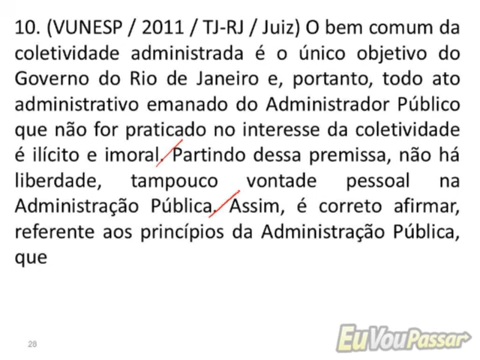 10. (VUNESP / 2011 / TJ-RJ / Juiz) O bem comum da
coletividade administrada é o único objetivo do
Governo do Rio de Janeiro e, portanto, todo ato
administrativo emanado do Administrador Público
que não for praticado no interesse da coletividade
é ilícito e imoral. Partindo dessa premissa, não há
liberdade, tampouco vontade pessoal na
Administração Pública. Assim, é correto afirmar,
referente aos princípios da Administração Pública,
que
28
EuVouPassar